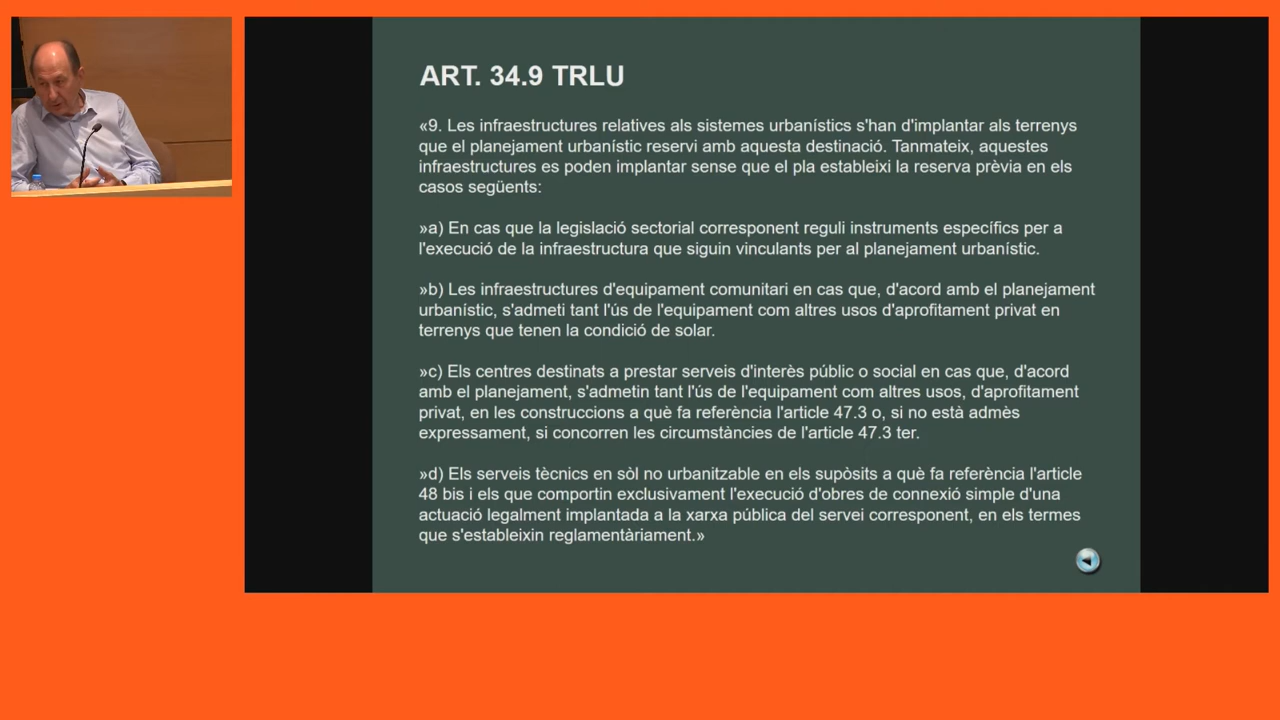 ART. 34.9 TRLU
«9. Les infraestructures relatives als sistemes urbanístics s'han d'implantar als terrenys
que el planejament urbanístic reservi amb aquesta destinació. Tanmateix, aquestes
infraestructures es poden implantar sense que el pla estableixi la reserva prèvia en els
casos següents:
»a) En cas que la legislació sectorial corresponent reguli instruments específics per a
l'execució de la infraestructura que siguin vinculants per al planejament urbanístic.
»b) Les infraestructures d'equipament comunitari en cas que, d'acord amb el planejament
urbanístic, s'admeti tant l'ús de l'equipament com altres usos d'aprofitament privat en
terrenys que tenen la condició de solar.
»c) Els centres destinats a prestar serveis d'interès públic o social en cas que, d'acord
amb el planejament, s'admetin tant l'ús de l'equipament com altres usos, d'aprofitament
privat, en les construccions a què fa referència l'article 47.3 o, si no està admès
expressament, si concorren les circumstàncies de l'article 47.3 ter.
»d) Els serveis tècnics en sòl no urbanitzable en els supòsits a què fa referència l'article
48 bis i els que comportin exclusivament l'execució d'obres de connexió simple d'una
actuació legalment implantada a la xarxa pública del servei corresponent, en els termes
que s'estableixin reglamentàriament.»